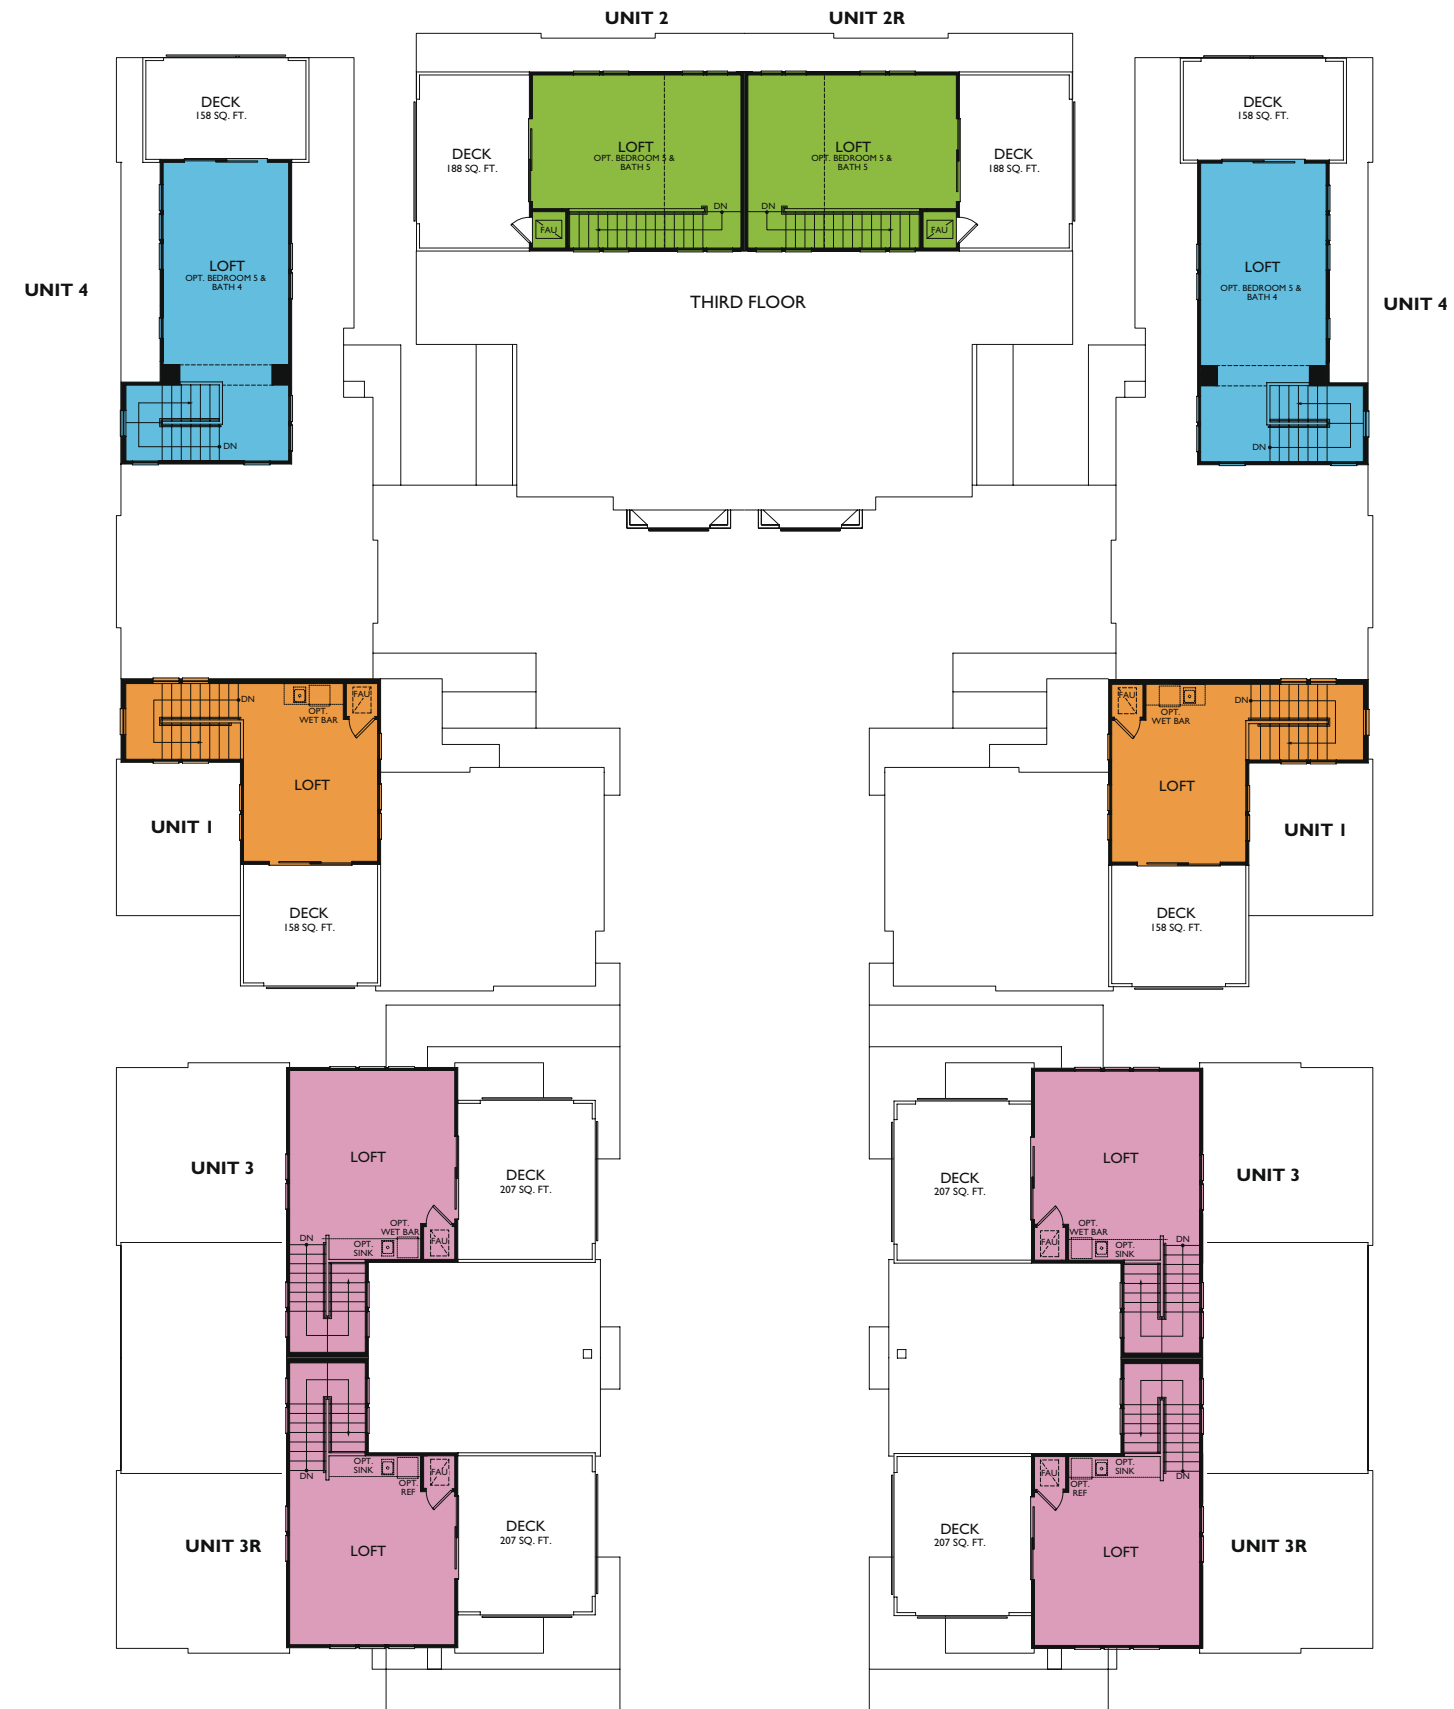 UNIT 2
UNIT 2R
DECK
158 SQ. FT.
DECK
188 SQ. FT.
LOFT
OPT. BEDROOM 5 &
BATH 5
DN
FAU
LOFT
OPT. BEDROOM 5 &
BATH 5
DN
FAU
DECK
188 SQ. FT.
DECK
158 SQ. FT.
UNIT 4
LOFT
OPT. BEDROOM 5 &
BATH 4
DN
THIRD FLOOR
LOFT
OPT. BEDROOM 5 &
BATH 4
DN
UNIT 4
DN
OPT.
WET BAR
FAU
LOFT
UNIT 1
DECK
158 SQ. FT.
FAU
OPT.
WET BAR
DN
LOFT
UNIT 1
DECK
158 SQ. FT.
UNIT 3
LOFT
DECK
207 SQ. FT.
OPT.
WET BAR
DN
OPT.
SINK
FAU
DECK
207 SQ. FT.
LOFT
UNIT 3
OPT.
WET BAR
FAU
OPT.
SINK
DN
DN
OPT.
SINK
OPT.
REF
FAU
UNIT 3R
LOFT
DECK
207 SQ. FT.
FAU
OPT.
REF
OPT.
SINK
DN
DECK
207 SQ. FT.
LOFT
UNIT 3R